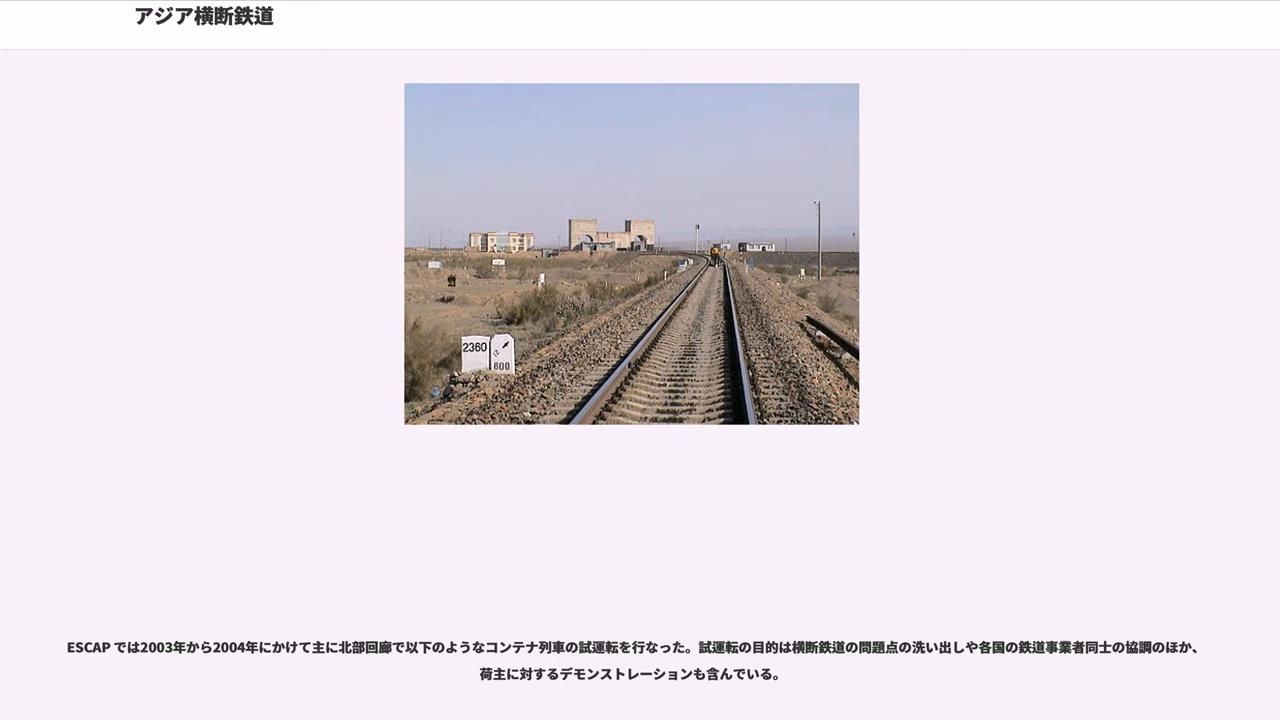 アジア横断鉄道
2360
800
ESCAP では2003年から2004年にかけて主に北部回廊で以下のようなコンテナ列車の試運転を行なった。試運転の目的は横断鉄道の問題点の洗い出しや各国の鉄道事業者同士の協調のほか、
荷主に対するデモンストレーションも含んでいる。